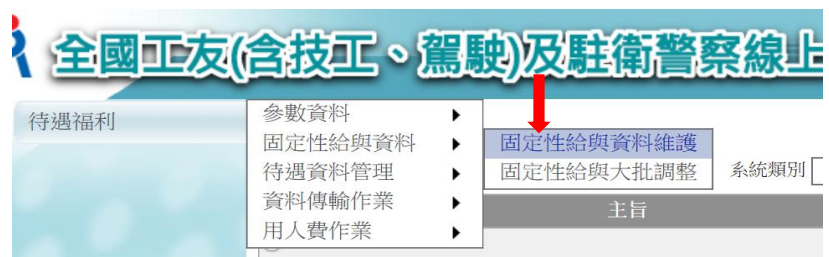 全國工友(含技工、駕駛)及駐衛警察線上
待遇福利
參數資料
固定性給與資料
固定性給與資料維護
待遇資料管理
固定性給與大批調整
系統類別
資料傳輸作業
主旨
用人費作業